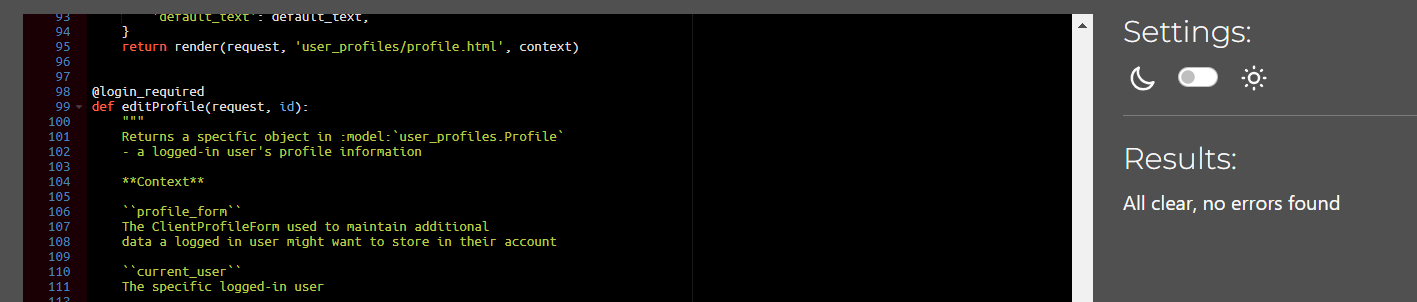 93 'default_text': default_text,
94 }
95 return render(request, 'user_profiles/profile.html', context)
96
97
98 @login_required
99 def editProfile(request, id):
100 """
101 Returns a specific object in :model:`user_profiles.Profile`
102 - a logged-in user's profile information
103
104 **Context**
105
106 ``profile_form``
107 The ClientProfileForm used to maintain additional
108 data a logged in user might want to store in their account
109
110 ``current_user``
111 The specific logged-in user
Settings:
Results:
All clear, no errors found